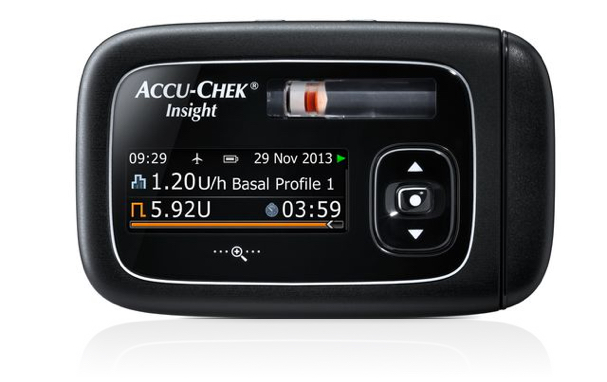 ACCU-CHEK®
Insight
09:29 29 Nov 2013
1.20U/h Basal Profile 1
5.92U 03:59